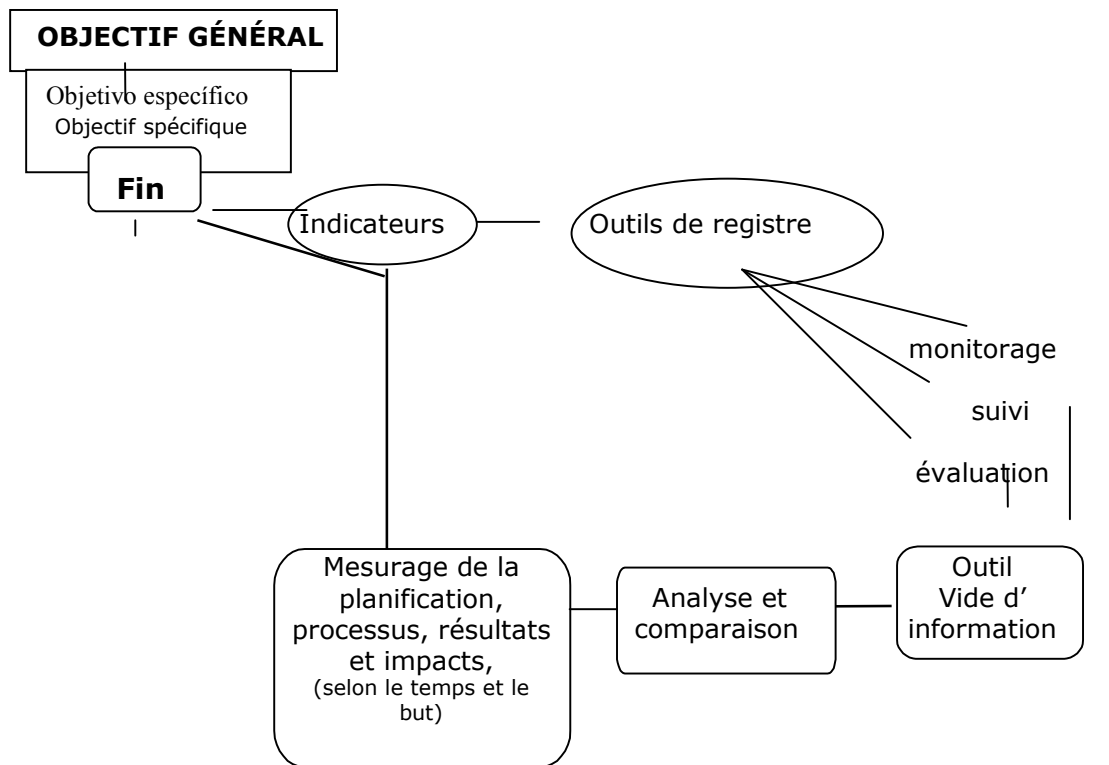 OBJECTIF GÉNÉRAL
Objetivo específico
Objectif spécifique
Fin
Indicateurs
Outils de registre
monitorage
suivi
évaluation
Mesurage de la
planification,
processus, résultats
et impacts,
(selon le temps et le
but)
Analyse et
comparaison
Outil
Vide d’
information